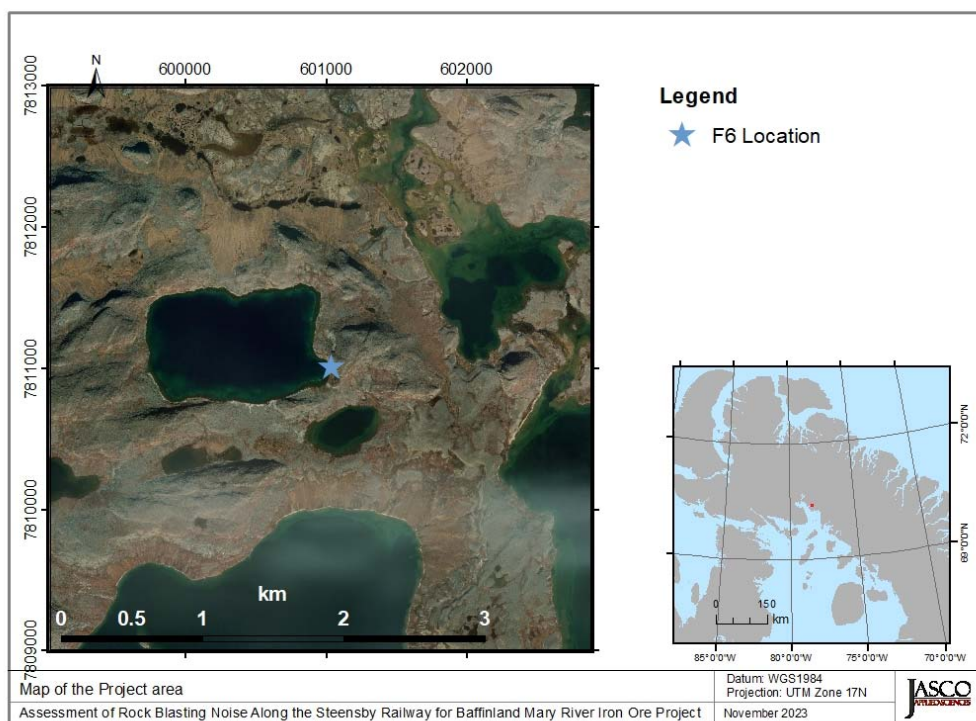 N
600000 601000 602000
7813000
7812000
7811000
7810000
7809000
km
0 0.5 1 2 3
Legend
F6 Location
72°0'0"N
69°0'0"N
0 150
km
85°0'0"W 80°0'0"W 75°0'0"W 70°0'0"W
Map of the Project area
Assessment of Rock Blasting Noise Along the Steensby Railway for Baffinland Mary River Iron Ore Project
Datum: WGS1984
Projection: UTM Zone 17N
November 2023
JASCO
APPLIED SCIENCES